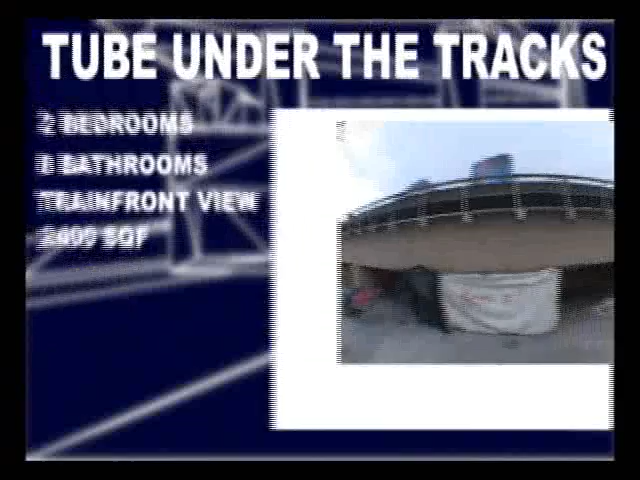 TUBE UNDER THE TRACKS
2 BEDROOMS
BATHROOMS
TRAINFRONT VIEW
SQF